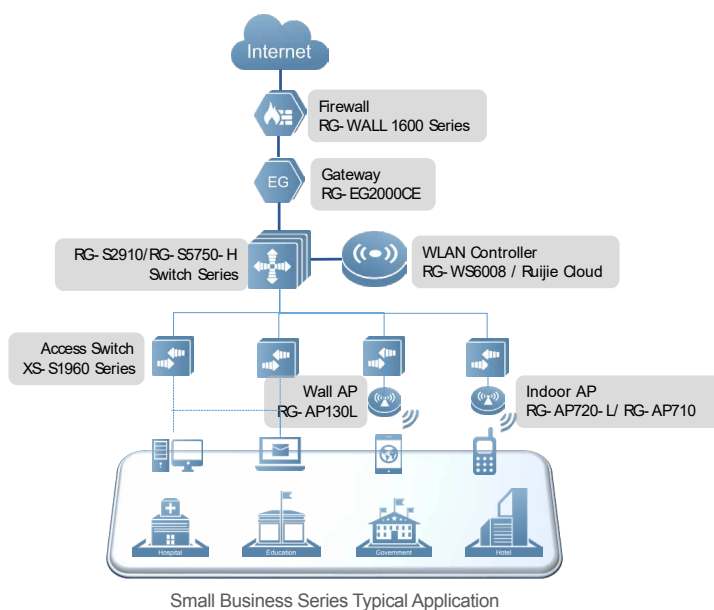 Internet
Firewall
RG-WALL 1600 Series
EG
Gateway
RG-EG2000CE
RG-S2910/RG-S5750-H
Switch Series
WLAN Controller
RG-WS6008 / Ruijie Cloud
Access Switch
XS-S1960 Series
Wall AP
RG-AP130L
Indoor AP
RG-AP720-L/ RG-AP710
Hospital
Education
Government
Hotel
Small Business Series Typical Application